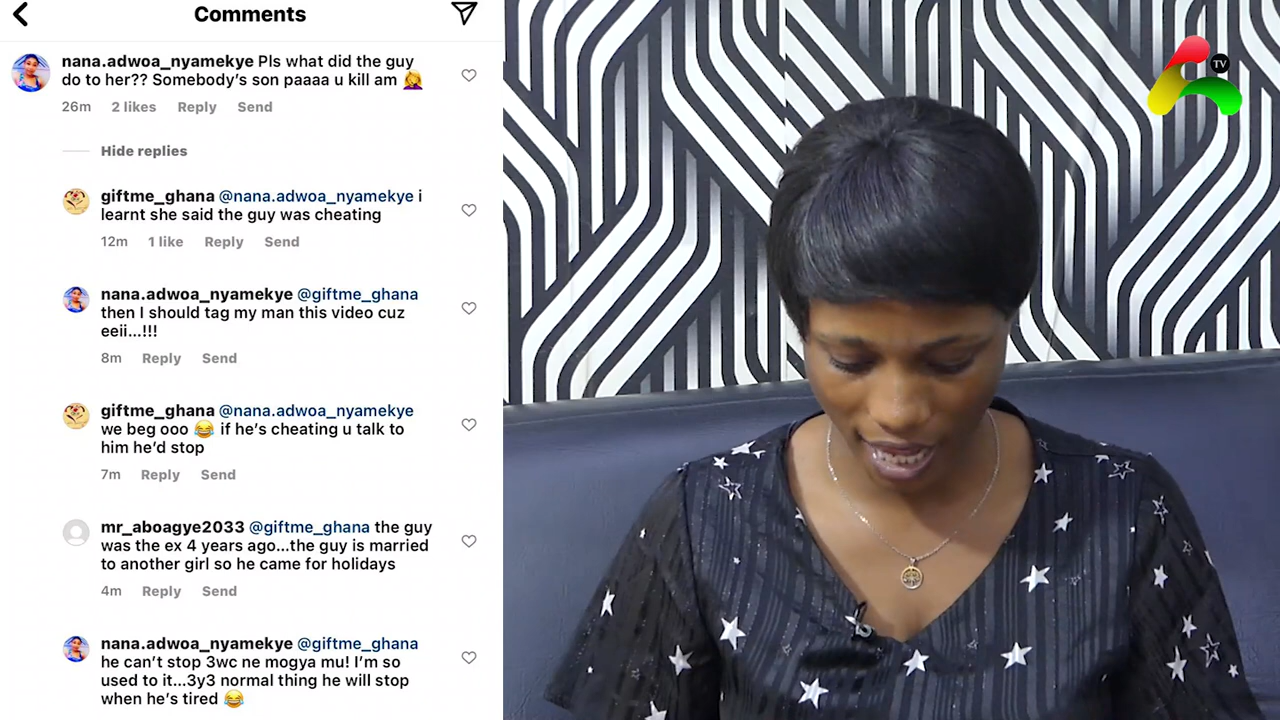 Comments
nana.adwoa_nyamekye Pls what did the guy
do to her?? Somebody's son paaaa u kill am 🤦‍♀️
26m 2 likes Reply Send
Hide replies
giftme_ghana @nana.adwoa_nyamekye i
learnt she said the guy was cheating
12m 1 like Reply Send
nana.adwoa_nyamekye @giftme_ghana
then I should tag my man this video cuz
eeii...!!!
8m Reply Send
giftme_ghana @nana.adwoa_nyamekye
we beg ooo 😂 if he's cheating u talk to
him he'd stop
7m Reply Send
mr_aboagye2033 @giftme_ghana the guy
was the ex 4 years ago...the guy is married
to another girl so he came for holidays
4m Reply Send
nana.adwoa_nyamekye @giftme_ghana
he can't stop 3wc ne mogya mu! I'm so
used to it...3y3 normal thing he will stop
when he's tired 😂
TV